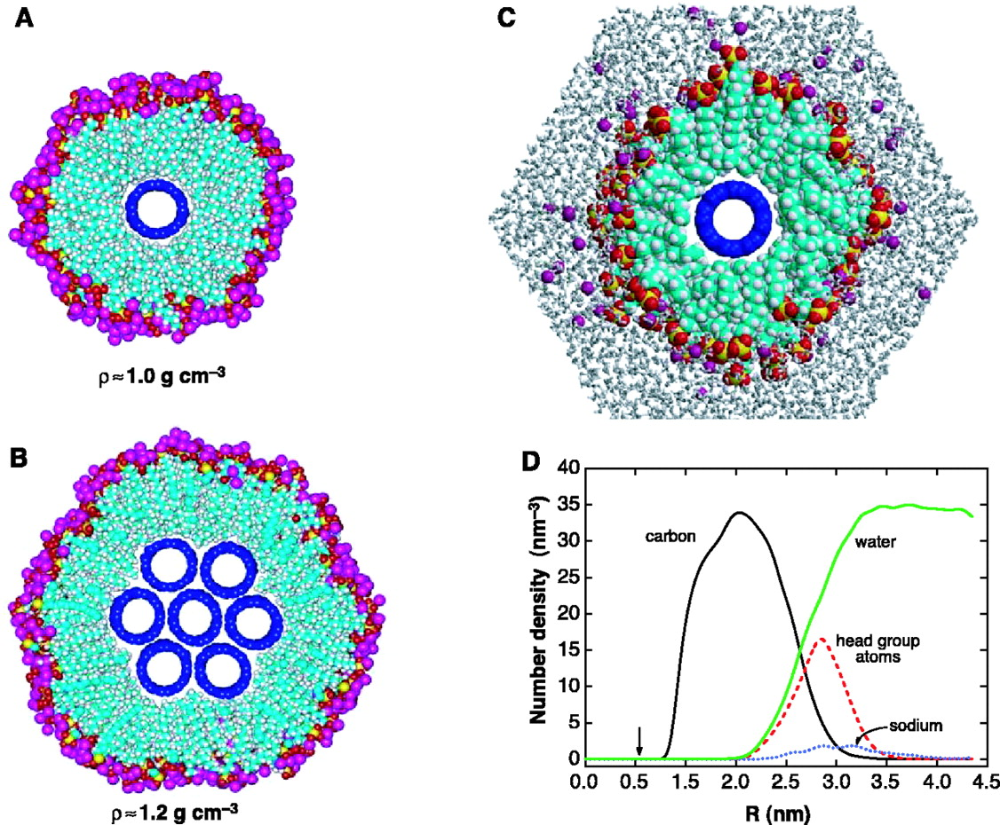 A
ρ≈1.0 g cm–3
B
ρ≈1.2 g cm–3
C
D
40
35
30
25
20
15
10
5
0
Number density (nm–3)
carbon
water
head group
atoms
sodium
0.0 0.5 1.5 2.0 2.5 3.0 3.5 4.0 4.5
R (nm)